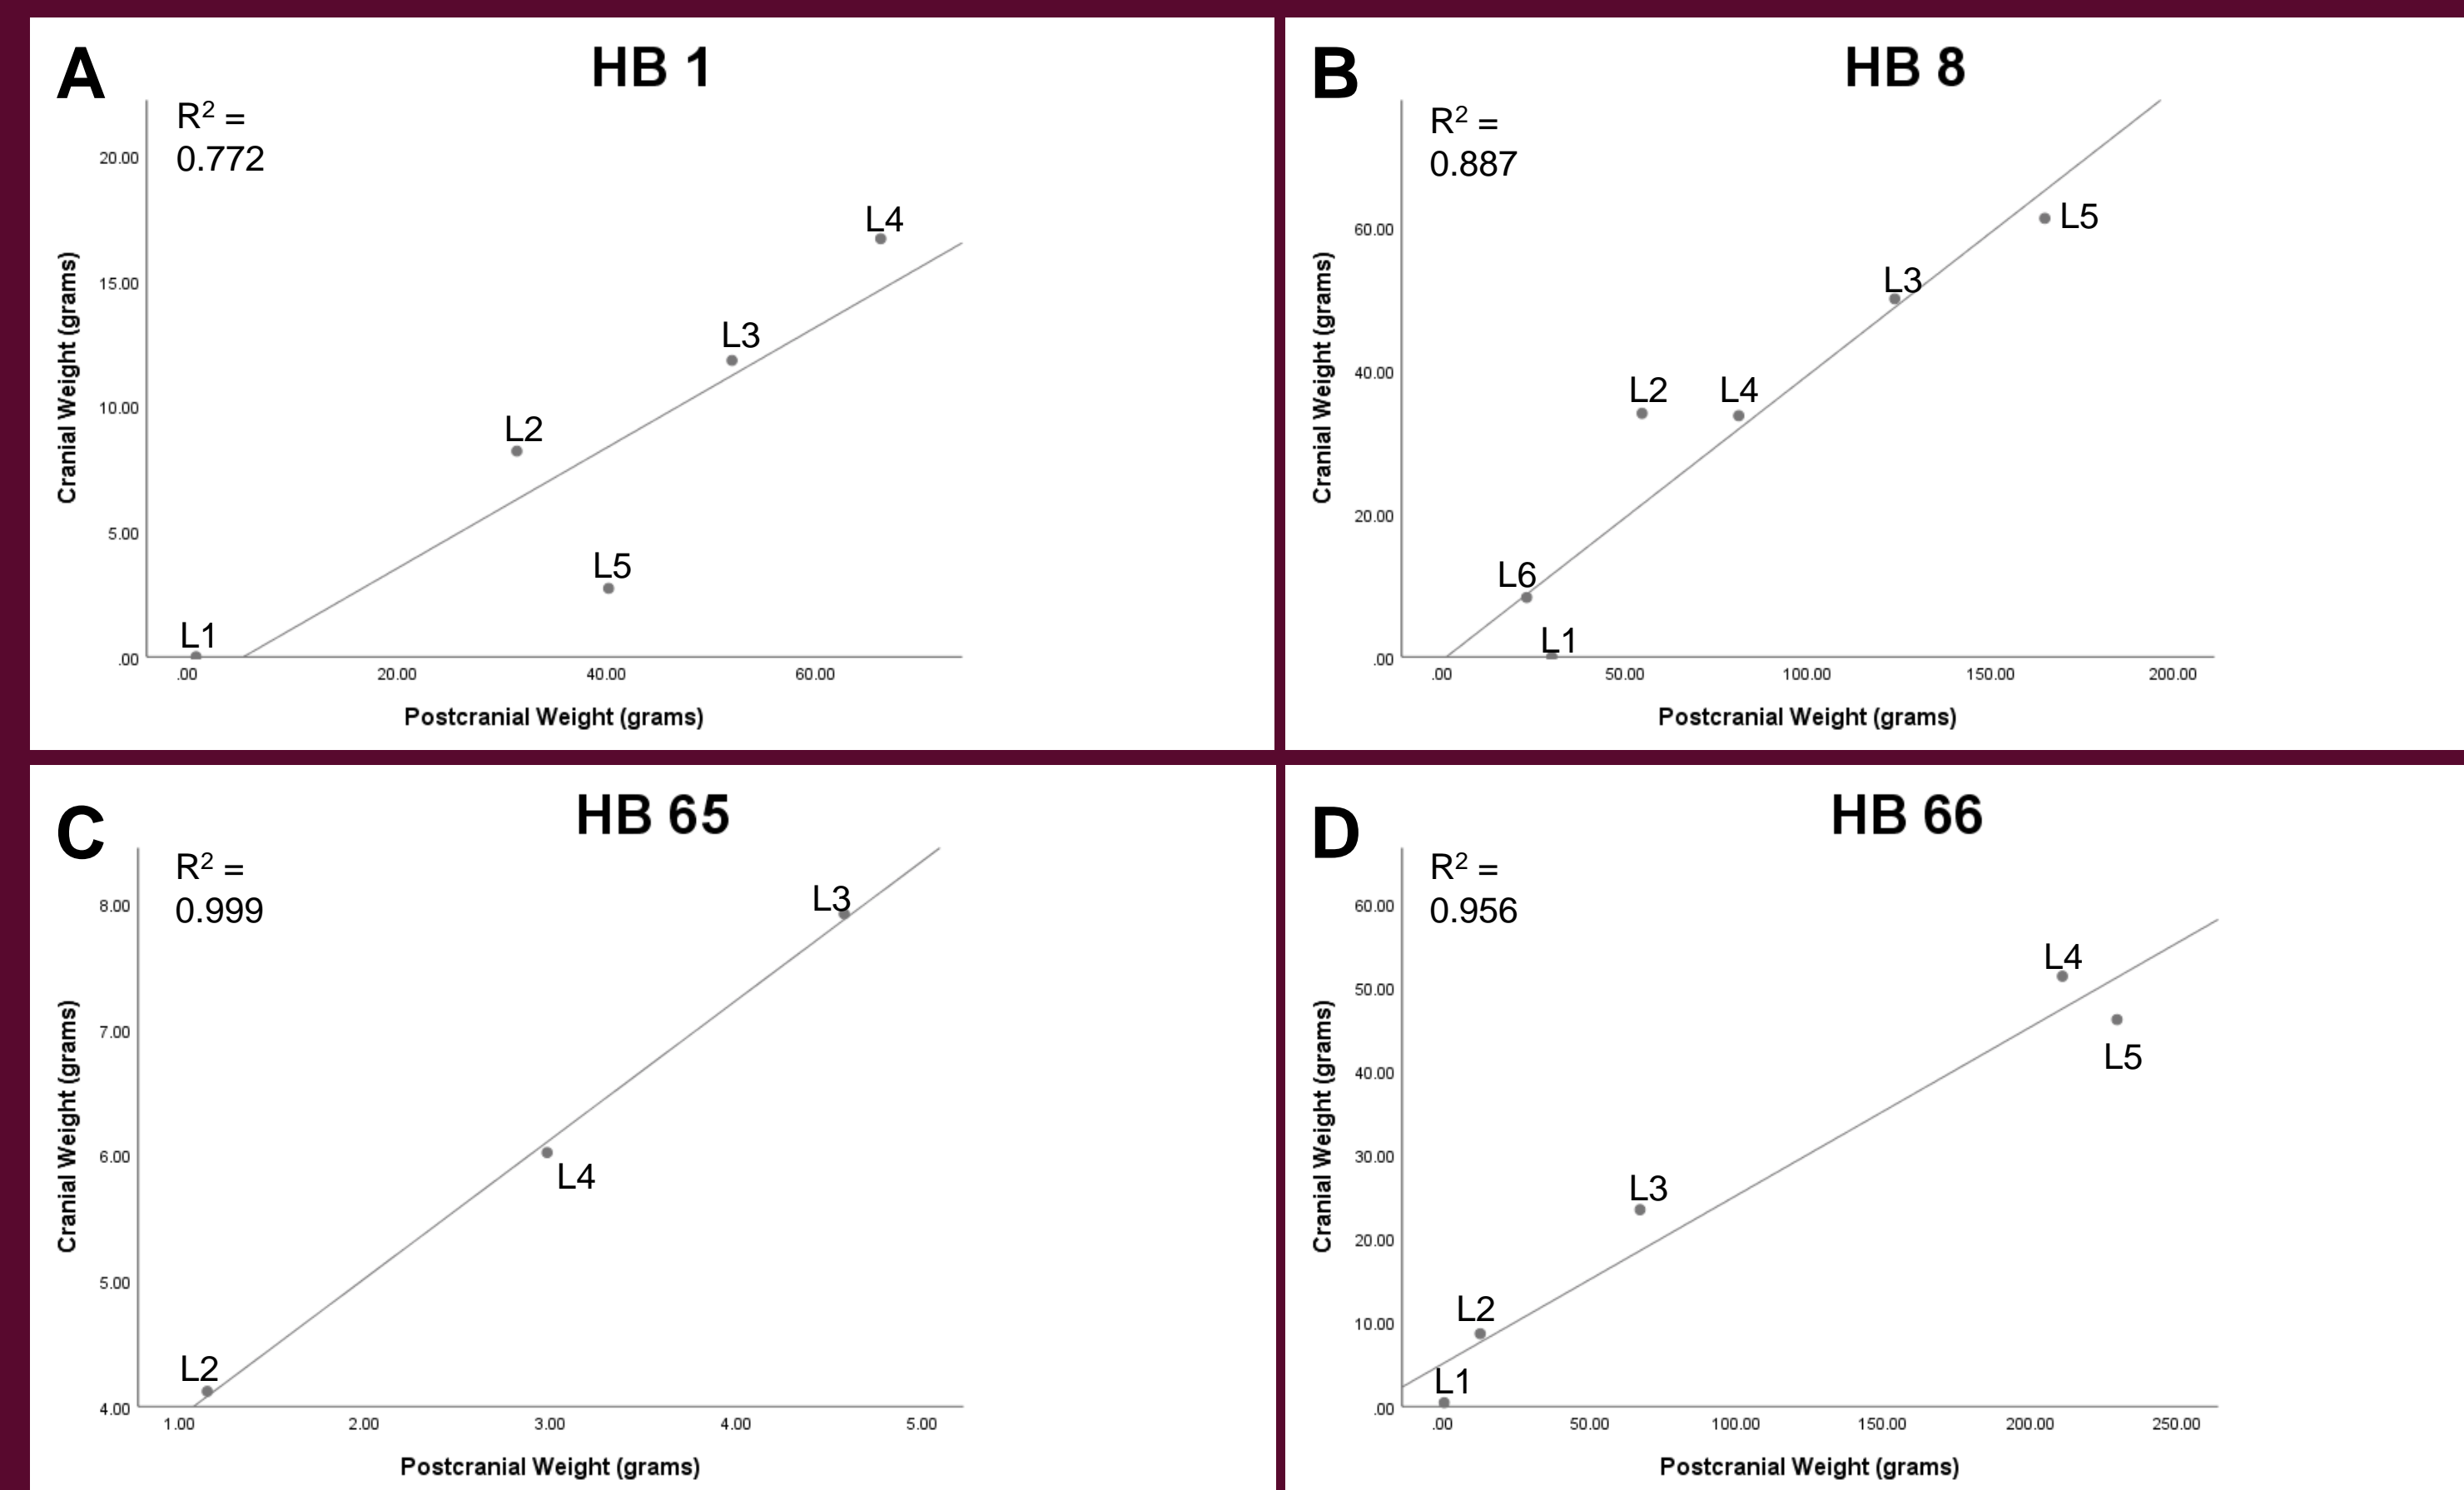 A
HB 1
R² =
0.772
20.00
15.00
10.00
5.00
.00
Cranial Weight (grams)
L4
L3
L2
L5
L1
.00 20.00 40.00 60.00
Postcranial Weight (grams)
B
HB 8
R² =
0.887
60.00
40.00
20.00
.00
Cranial Weight (grams)
L5
L3
L2 L4
L6
L1
.00 50.00 100.00 150.00 200.00
Postcranial Weight (grams)
C
HB 65
R² =
0.999
8.00
7.00
6.00
5.00
4.00
Cranial Weight (grams)
L3
L4
L2
1.00 2.00 3.00 4.00 5.00
Postcranial Weight (grams)
D
HB 66
R² =
0.956
60.00
50.00
40.00
30.00
20.00
10.00
.00
Cranial Weight (grams)
L4
L5
L3
L2
L1
.00 50.00 100.00 150.00 200.00 250.00
Postcranial Weight (grams)